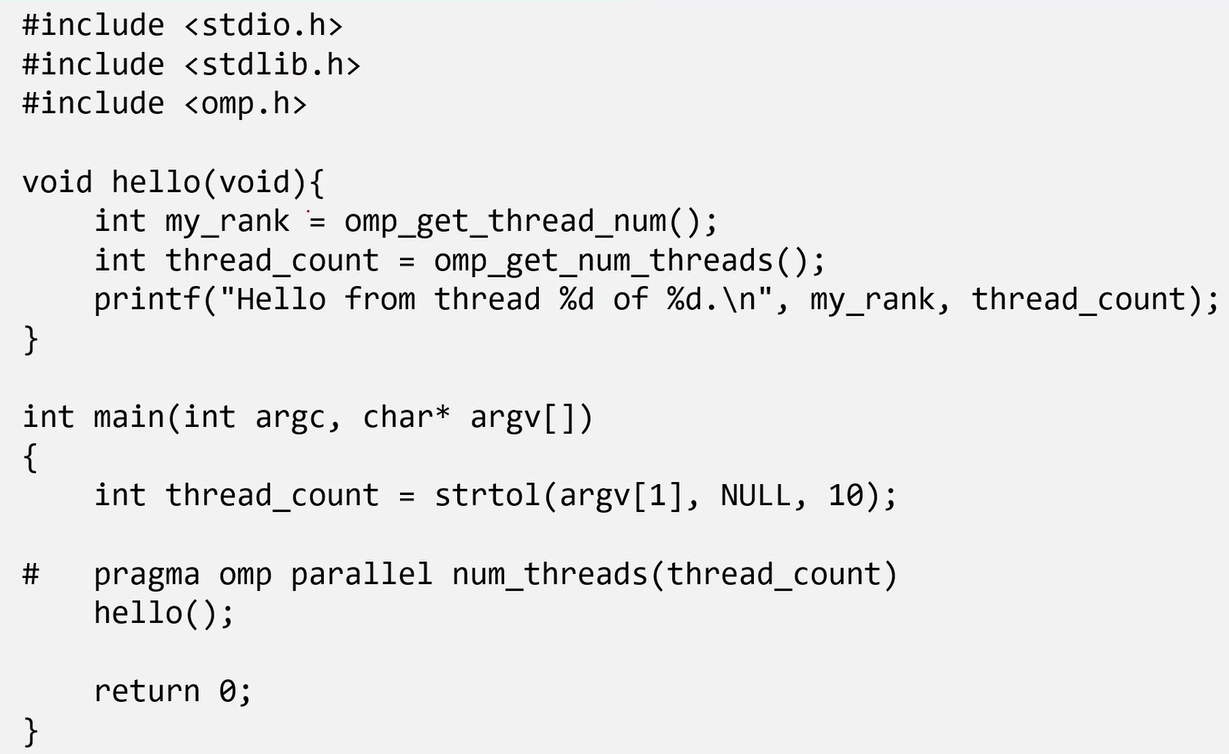 #include <stdio.h>
#include <stdlib.h>
#include <omp.h>

void hello(void){
    int my_rank = omp_get_thread_num();
    int thread_count = omp_get_num_threads();
    printf("Hello from thread %d of %d.\n", my_rank, thread_count);
}

int main(int argc, char* argv[])
{
    int thread_count = strtol(argv[1], NULL, 10);

#   pragma omp parallel num_threads(thread_count)
    hello();

    return 0;
}